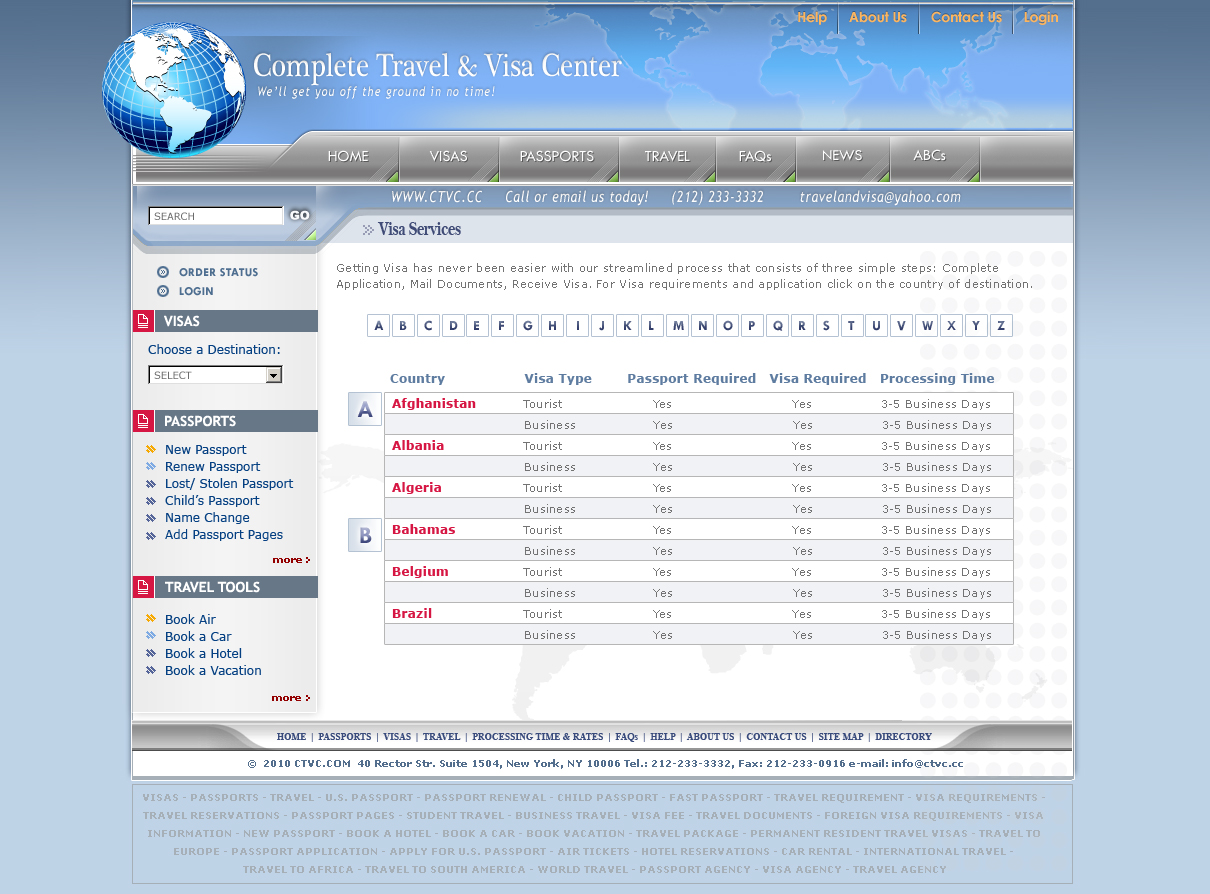 Help About Us Contact Us Login
Complete Travel & Visa Center
We'll get you off the ground in no time!
HOME VISAS PASSPORTS TRAVEL FAQs NEWS ABCs
WWW.CTVC.CC Call or email us today! (212) 233-3332 travelandvisa@yahoo.com
SEARCH GO
Visa Services
ORDER STATUS
LOGIN
VISAS
Choose a Destination:
SELECT
PASSPORTS
New Passport
Renew Passport
Lost/ Stolen Passport
Child's Passport
Name Change
Add Passport Pages
more
TRAVEL TOOLS
Book Air
Book a Car
Book a Hotel
Book a Vacation
more
Getting Visa has never been easier with our streamlined process that consists of three simple steps: Complete
Application, Mail Documents, Receive Visa. For Visa requirements and application click on the country of destination.
A B C D E F G H I J K L M N O P Q R S T U V W X Y Z
Country Visa Type Passport Required Visa Required Processing Time
A Afghanistan Tourist Yes Yes 3-5 Business Days
Business Yes Yes 3-5 Business Days
Albania Tourist Yes Yes 3-5 Business Days
Business Yes Yes 3-5 Business Days
Algeria Tourist Yes Yes 3-5 Business Days
Business Yes Yes 3-5 Business Days
B Bahamas Tourist Yes Yes 3-5 Business Days
Business Yes Yes 3-5 Business Days
Belgium Tourist Yes Yes 3-5 Business Days
Business Yes Yes 3-5 Business Days
Brazil Tourist Yes Yes 3-5 Business Days
Business Yes Yes 3-5 Business Days
HOME | PASSPORTS | VISAS | TRAVEL | PROCESSING TIME & RATES | FAQs | HELP | ABOUT US | CONTACT US | SITE MAP | DIRECTORY
© 2010 CTVC.COM 40 Rector Str. Suite 1504, New York, NY 10006 Tel.: 212-233-3332, Fax: 212-233-0916 e-mail: info@ctvc.cc
VISAS - PASSPORTS - TRAVEL - U.S. PASSPORT - PASSPORT RENEWAL - CHILD PASSPORT - FAST PASSPORT - TRAVEL REQUIREMENT - VISA REQUIREMENTS -
TRAVEL RESERVATIONS - PASSPORT PAGES - STUDENT TRAVEL - BUSINESS TRAVEL - VISA FEE - TRAVEL DOCUMENTS - FOREIGN VISA REQUIREMENTS - VISA
INFORMATION - NEW PASSPORT - BOOK A HOTEL - BOOK A CAR - BOOK VACATION - TRAVEL PACKAGE - PERMANENT RESIDENT TRAVEL VISAS - TRAVEL TO
EUROPE - PASSPORT APPLICATION - APPLY FOR U.S. PASSPORT - AIR TICKETS - HOTEL RESERVATIONS - CAR RENTAL - INTERNATIONAL TRAVEL -
TRAVEL TO AFRICA - TRAVEL TO SOUTH AMERICA - WORLD TRAVEL - PASSPORT AGENCY - VISA AGENCY - TRAVEL AGENCY